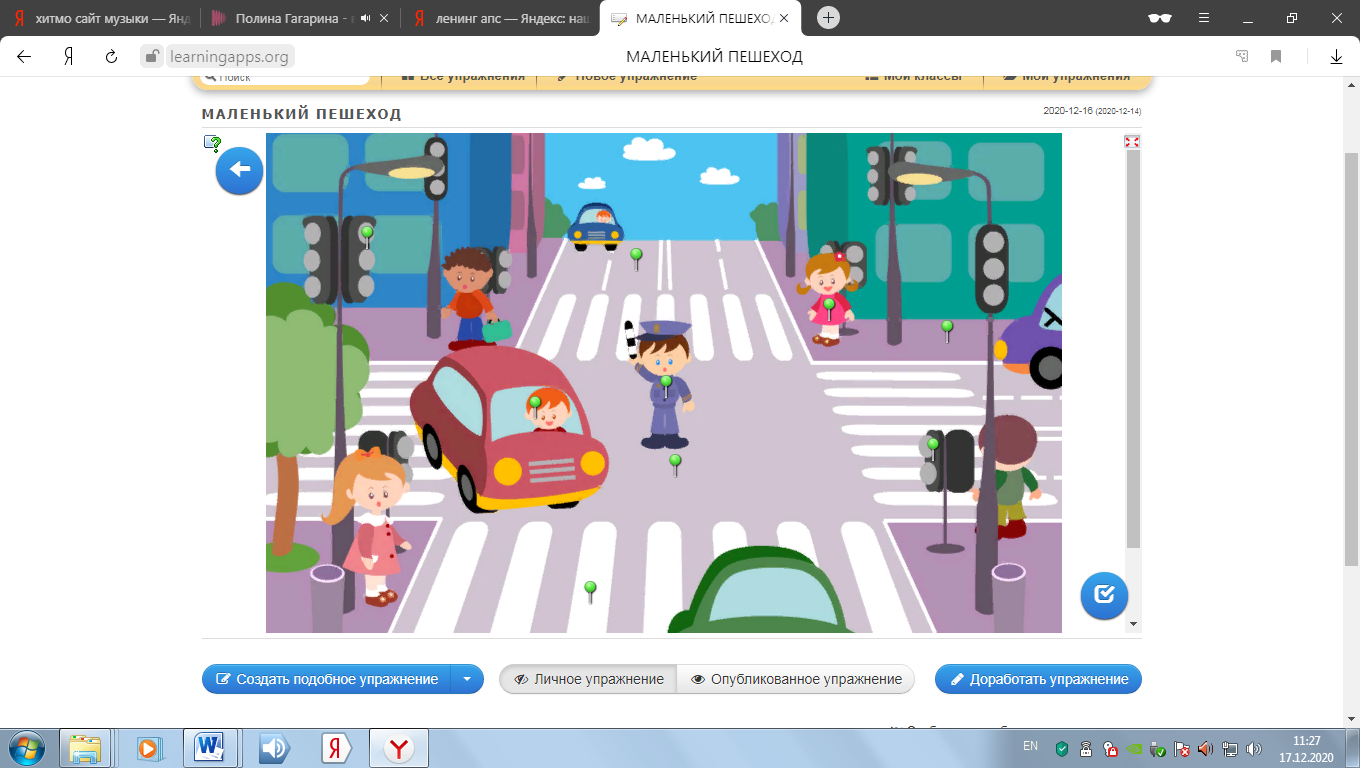 хитмо сайт музыки — Янд
Полина Гагарина -
ленинг апс — Яндекс: наш
МАЛЕНЬКИЙ ПЕШЕХО
learningapps.org
МАЛЕНЬКИЙ ПЕШЕХОД
Поиск
Все упражнения
Новое упражнение
Мои классы
Мои упражнения
МАЛЕНЬКИЙ ПЕШЕХОД
2020-12-16 (2020-12-14)
Создать подобное упражнение
Личное упражнение
Опубликованное упражнение
Доработать упражнение
EN
11:27
17.12.2020